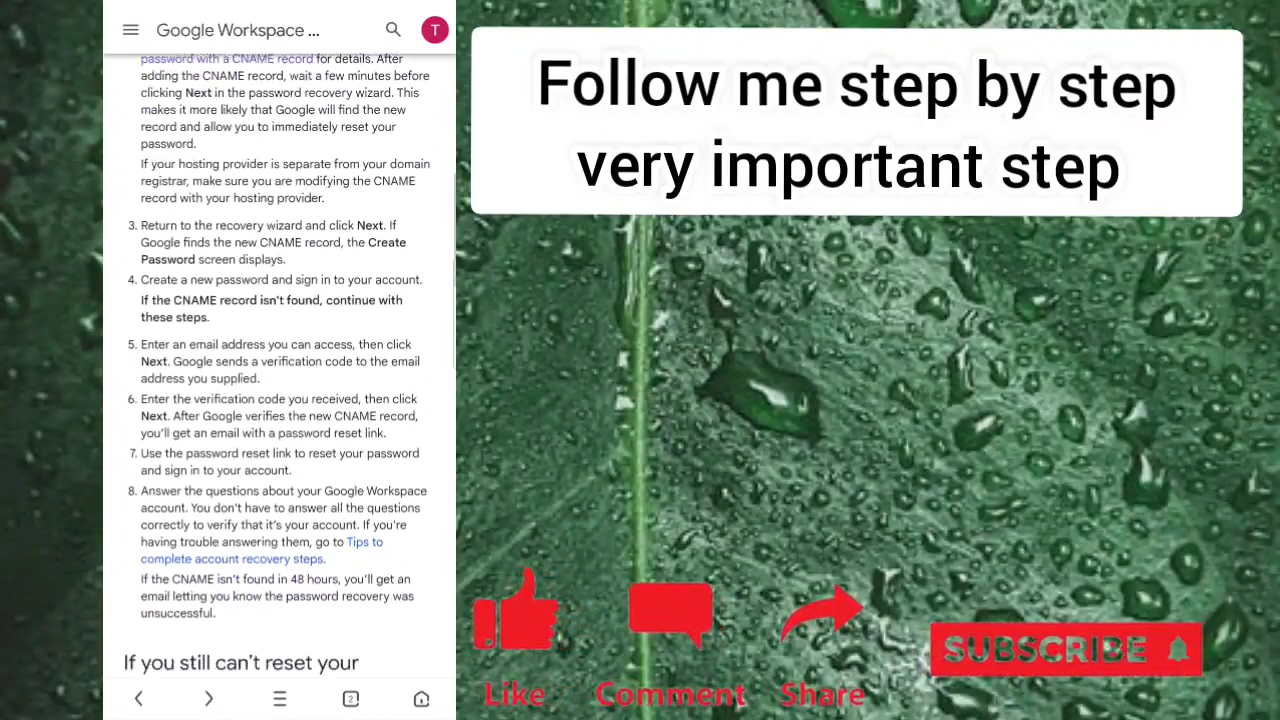 Google Workspace ...
T
password with a CNAME record for details. After
adding the CNAME record, wait a few minutes before
clicking Next in the password recovery wizard. This
makes it more likely that Google will find the new
record and allow you to immediately reset your
password.
If your hosting provider is separate from your domain
registrar, make sure you are modifying the CNAME
record with your hosting provider.
3. Return to the recovery wizard and click Next. If
Google finds the new CNAME record, the Create
Password screen displays.
4. Create a new password and sign in to your account.
If the CNAME record isn't found, continue with
these steps.
5. Enter an email address you can access, then click
Next. Google sends a verification code to the email
address you supplied.
6. Enter the verification code you received, then click
Next. After Google verifies the new CNAME record,
you'll get an email with a password reset link.
7. Use the password reset link to reset your password
and sign in to your account.
8. Answer the questions about your Google Workspace
account. You don't have to answer all the questions
correctly to verify that it's your account. If you're
having trouble answering them, go to Tips to
complete account recovery steps.
If the CNAME isn't found in 48 hours, you'll get an
email letting you know the password recovery was
unsuccessful.
If you still can't reset your
2
Follow me step by step
very important step
Like
Comment
Share
SUBSCRIBE